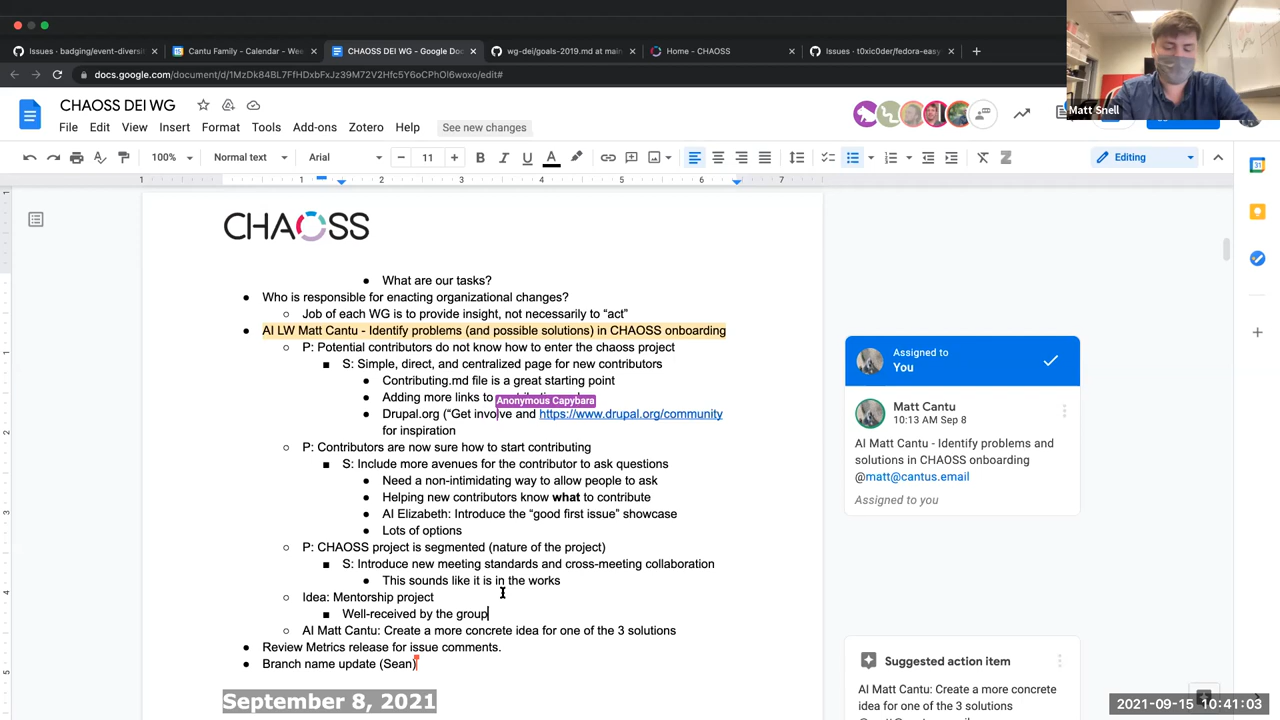 Issues · badging/event-diversi
Cantu Family - Calendar - Wee
CHAOSS DEI WG - Google Doc
wg-dei/goals-2019.md at main
Home - CHAOSS
Issues · t0xic0der/fedora-easy
docs.google.com/document/d/1MzDk84BL7FfHDxbFxJz39M72V2Hfc5Y6oCPhOl6woxo/edit#
Matt Snell
CHAOSS DEI WG
File Edit View Insert Format Tools Add-ons Zotero Help See new changes
100% Normal text Arial 11 B I U A Editing
1 1 2 3 4 5 6 7
CHAOSS
What are our tasks?
Who is responsible for enacting organizational changes?
Job of each WG is to provide insight, not necessarily to “act”
AI LW Matt Cantu - Identify problems (and possible solutions) in CHAOSS onboarding
P: Potential contributors do not know how to enter the chaoss project
S: Simple, direct, and centralized page for new contributors
Contributing.md file is a great starting point
Adding more links to
Anonymous Capybara
Drupal.org (“Get involve and https://www.drupal.org/community
for inspiration
P: Contributors are now sure how to start contributing
S: Include more avenues for the contributor to ask questions
Need a non-intimidating way to allow people to ask
Helping new contributors know what to contribute
AI Elizabeth: Introduce the “good first issue” showcase
Lots of options
P: CHAOSS project is segmented (nature of the project)
S: Introduce new meeting standards and cross-meeting collaboration
This sounds like it is in the works
Idea: Mentorship project
Well-received by the group
AI Matt Cantu: Create a more concrete idea for one of the 3 solutions
Review Metrics release for issue comments.
Branch name update (Sean)
September 8, 2021
Assigned to
You
Matt Cantu
10:13 AM Sep 8
AI Matt Cantu - Identify problems and
solutions in CHAOSS onboarding
@matt@cantus.email
Assigned to you
Suggested action item
AI Matt Cantu: Create a more concrete
idea for one of the 3 solutions
2021-09-15 10:41:03